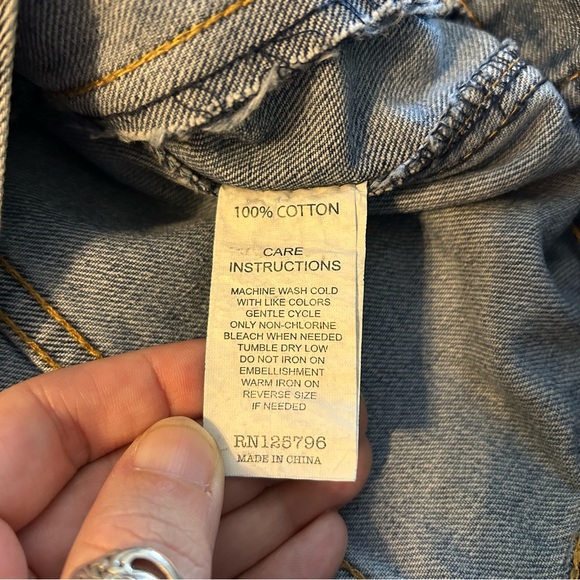 100% COTTON
CARE
INSTRUCTIONS
MACHINE WASH COLD
WITH LIKE COLORS
GENTLE CYCLE
ONLY NON-CHLORINE
BLEACH WHEN NEEDED
TUMBLE DRY LOW
DO NOT IRON ON
EMBELLISHMENT
WARM IRON ON
REVERSE SIZE
IF NEEDED
RN125796
MADE IN CHINA